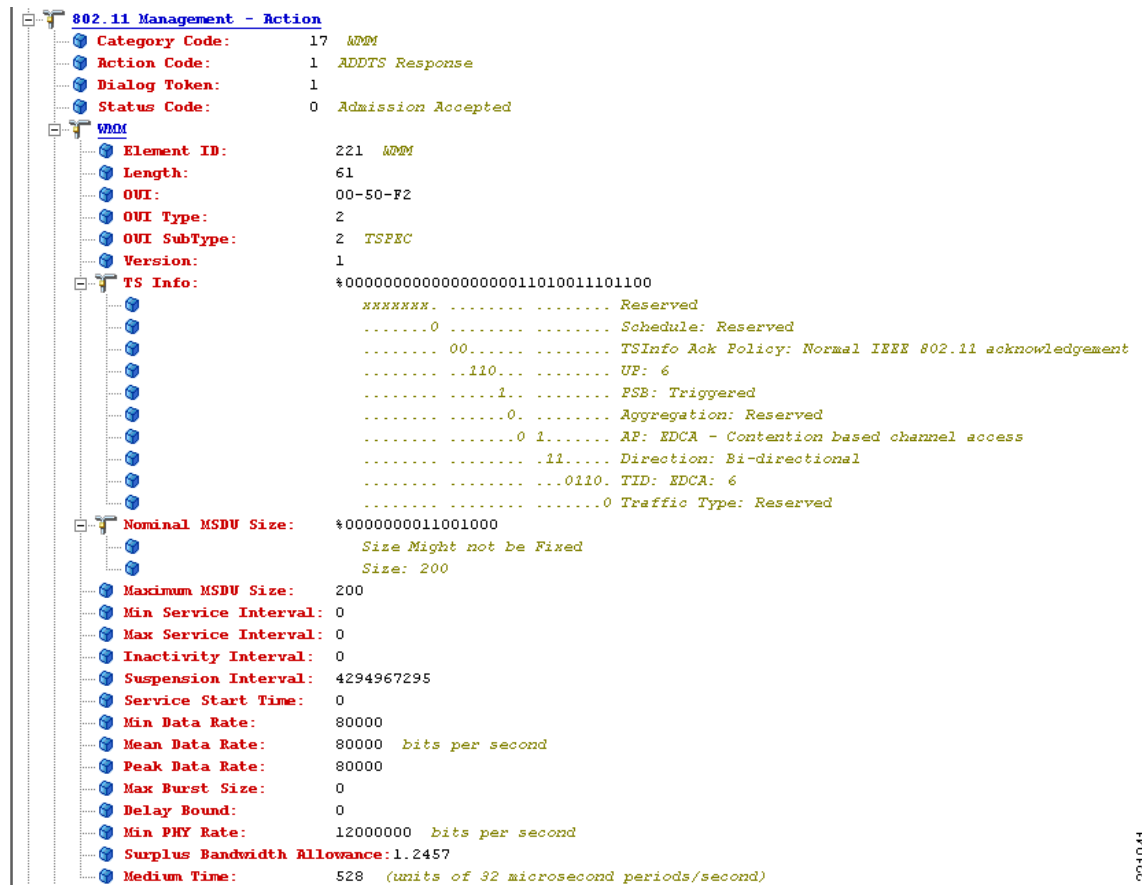 802.11 Management - Action
Category Code: 17 WMM
Action Code: 1 ADDTS Response
Dialog Token: 1
Status Code: 0 Admission Accepted
WMM
Element ID: 221 WMM
Length: 61
OUI: 00-50-F2
OUI Type: 2
OUI SubType: 2 TSPEC
Version: 1
TS Info: %00000000000000000011010011101100
xxxxxxx. ........ ........ Reserved
.......0 ........ ........ Schedule: Reserved
........ 00...... ........ TSInfo Ack Policy: Normal IEEE 802.11 acknowledgement
........ ..110... ........ UP: 6
........ .....1.. ........ PSB: Triggered
........ ......0. ........ Aggregation: Reserved
........ .......0 1....... AP: EDCA - Contention based channel access
........ ........ .11..... Direction: Bi-directional
........ ........ ...0110. TID: EDCA: 6
........ ........ .......0 Traffic Type: Reserved
Nominal MSDU Size: %0000000011001000
Size Might not be Fixed
Size: 200
Maximum MSDU Size: 200
Min Service Interval: 0
Max Service Interval: 0
Inactivity Interval: 0
Suspension Interval: 4294967295
Service Start Time: 0
Min Data Rate: 80000
Mean Data Rate: 80000 bits per second
Peak Data Rate: 80000
Max Burst Size: 0
Delay Bound: 0
Min PHY Rate: 12000000 bits per second
Surplus Bandwidth Allowance: 1.2457
Medium Time: 528 (units of 32 microsecond periods/second)